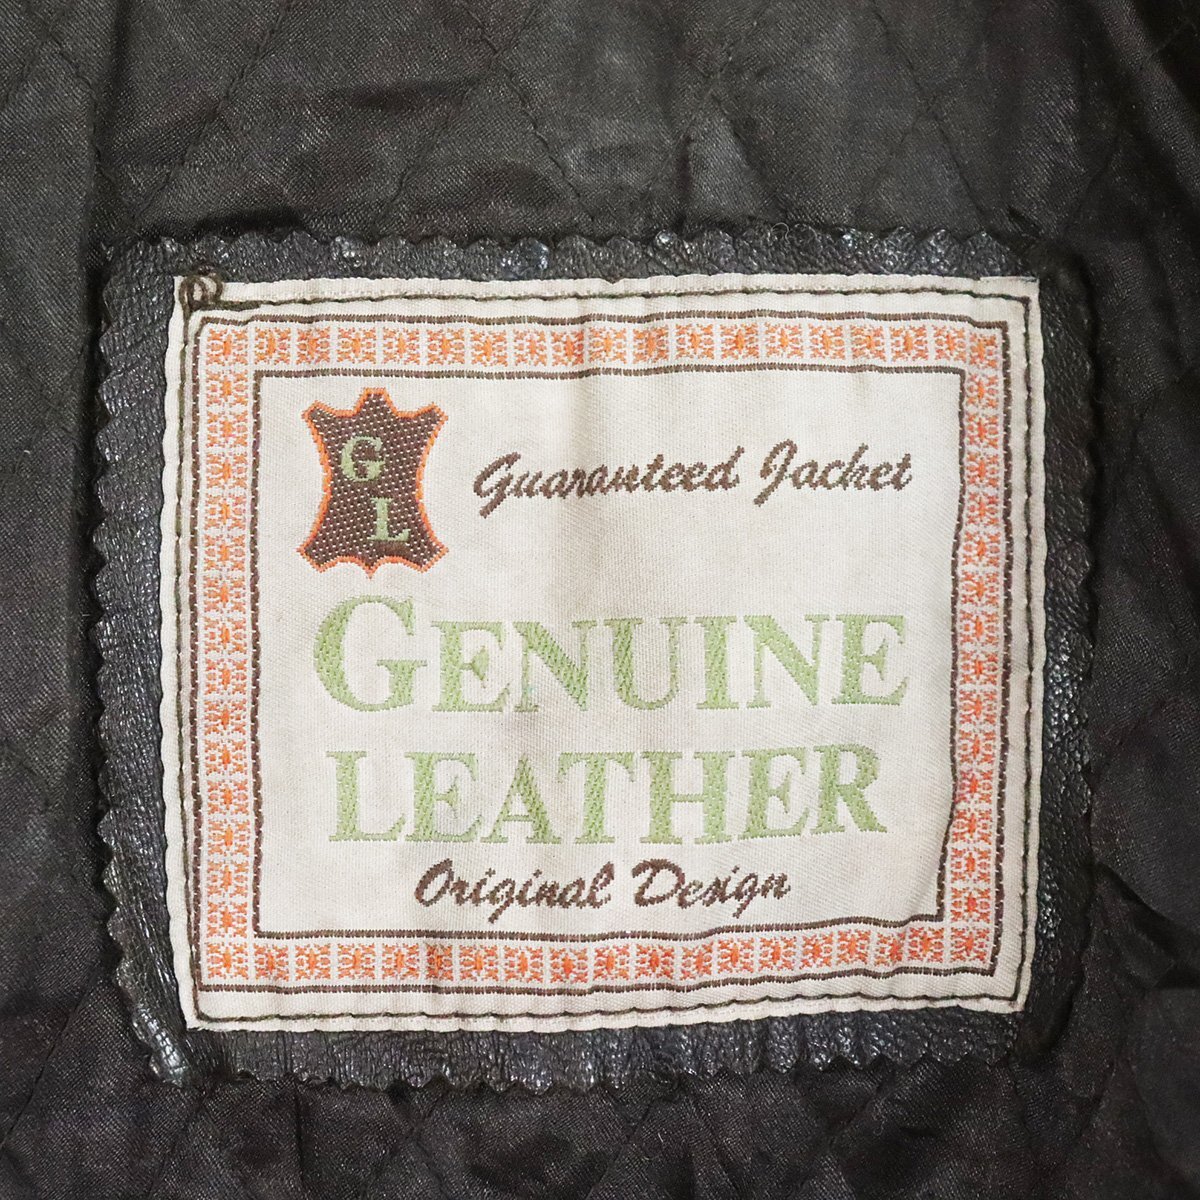 G
L
Guaranteed Jacket
GENUINE
LEATHER
Original Design